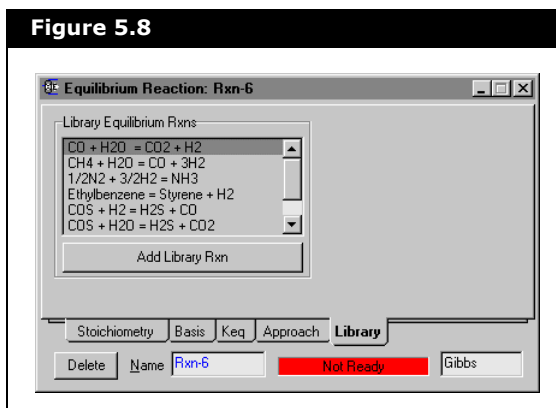 Figure 5.8
Equilibrium Reaction: Rxn-6
Library Equilibrium Rxns
CO + H2O = CO2 + H2
CH4 + H2O = CO + 3H2
1/2N2 + 3/2H2 = NH3
Ethylbenzene = Styrene + H2
COS + H2 = H2S + CO
COS + H2O = H2S + CO2
Add Library Rxn
Stoichiometry Basis Keq Approach Library
Delete Name Rxn-6 Not Ready Gibbs